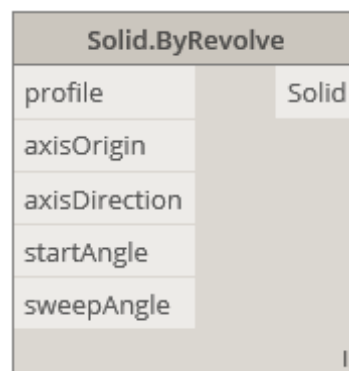 Solid.ByRevolve
profile
Solid
axisOrigin
axisDirection
startAngle
sweepAngle